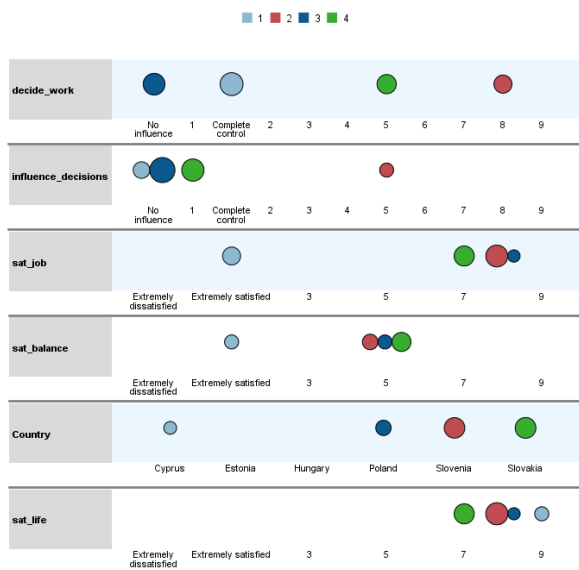 1 2 3 4
decide_work
No influence 1 Complete control 2 3 4 5 6 7 8 9
influence_decisions
No influence 1 Complete control 2 3 4 5 6 7 8 9
sat_job
Extremely dissatisfied Extremely satisfied 3 5 7 9
sat_balance
Extremely dissatisfied Extremely satisfied 3 5 7 9
Country
Cyprus Estonia Hungary Poland Slovenia Slovakia
sat_life
Extremely dissatisfied Extremely satisfied 3 5 7 9